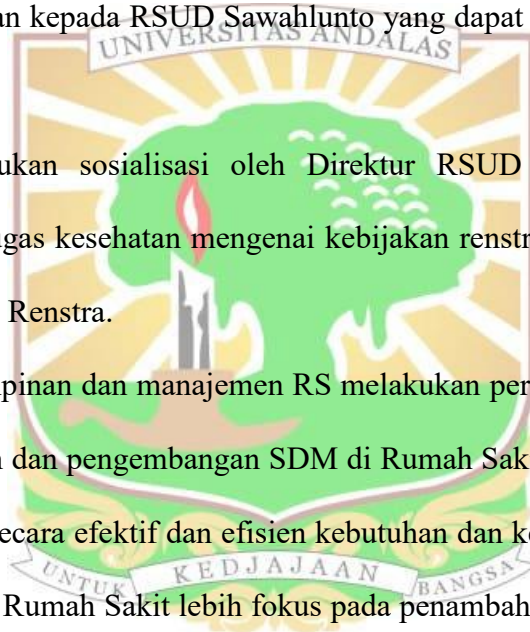 an kepada RSUD Sawahlunto yang dapat
UNIVERSITAS ANDALAS
ukan sosialisasi oleh Direktur RSUD
gas kesehatan mengenai kebijakan renstr
Renstra.
pinan dan manajemen RS melakukan per
n dan pengembangan SDM di Rumah Sak
ecara efektif dan efisien kebutuhan dan k
UNTUK KEDJAJAAN BANGSA
Rumah Sakit lebih fokus pada penambah